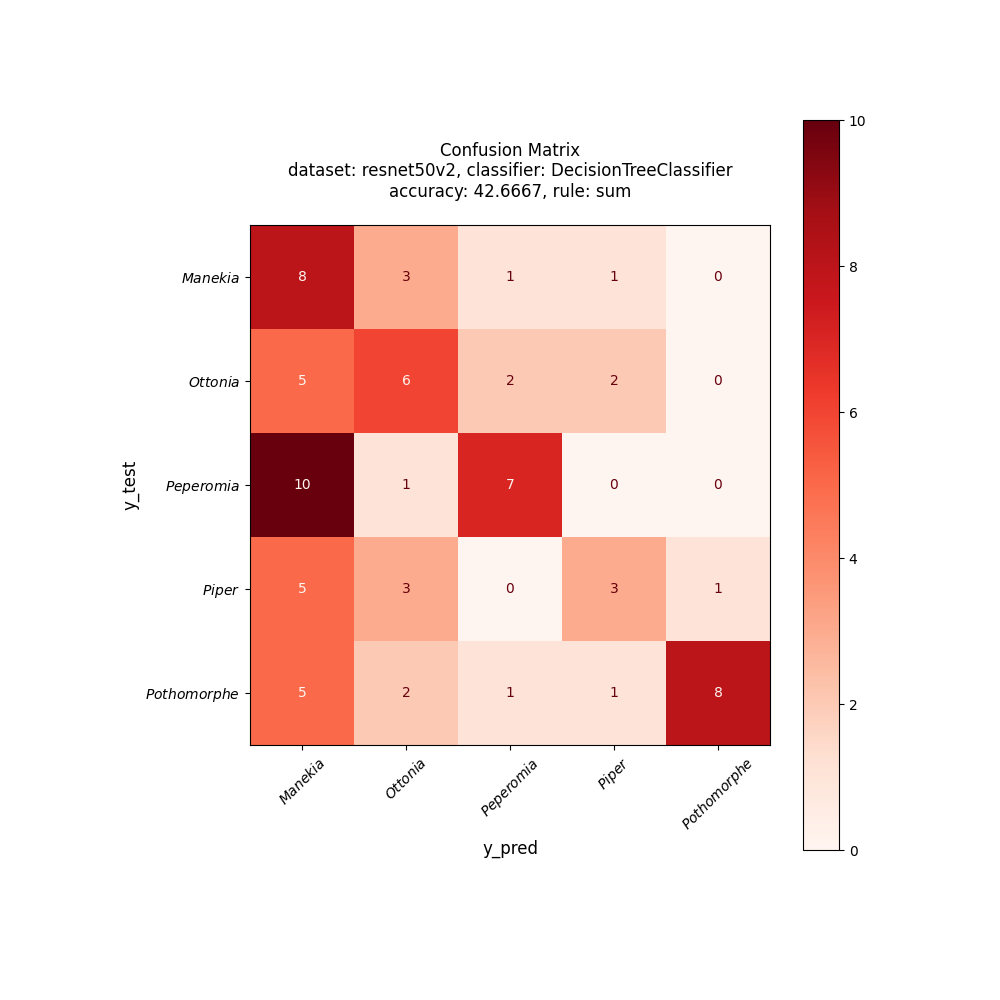 Confusion Matrix
dataset: resnet50v2, classifier: DecisionTreeClassifier
accuracy: 42.6667, rule: sum
y_test
Manekia 8 3 1 1 0
Ottonia 5 6 2 2 0
Peperomia 10 1 7 0 0
Piper 5 3 0 3 1
Pothomorphe 5 2 1 1 8
Manekia Ottonia Peperomia Piper Pothomorphe
y_pred
10
8
6
4
2
0